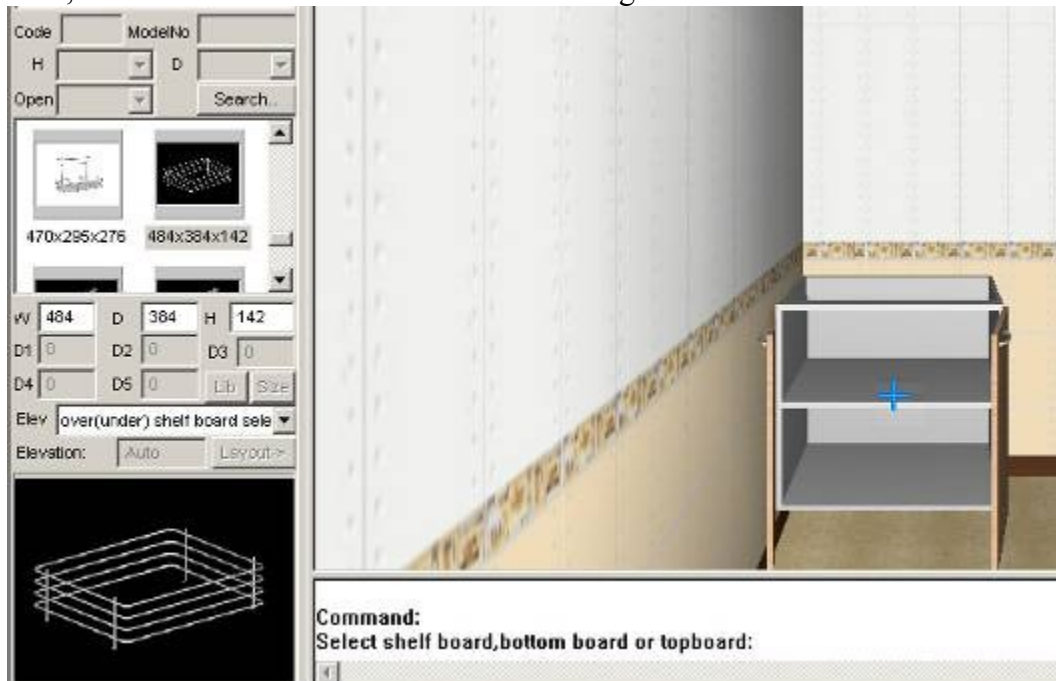 Code ModelNo
H D
Open Search..
470x295x276 484x384x142
W 484 D 384 H 142
D1 0 D2 0 D3 0
D4 0 D5 0 Lib Size
Elev over(under) shelf board sele
Elevation: Auto Layout->
Command:
Select shelf board,bottom board or topboard: